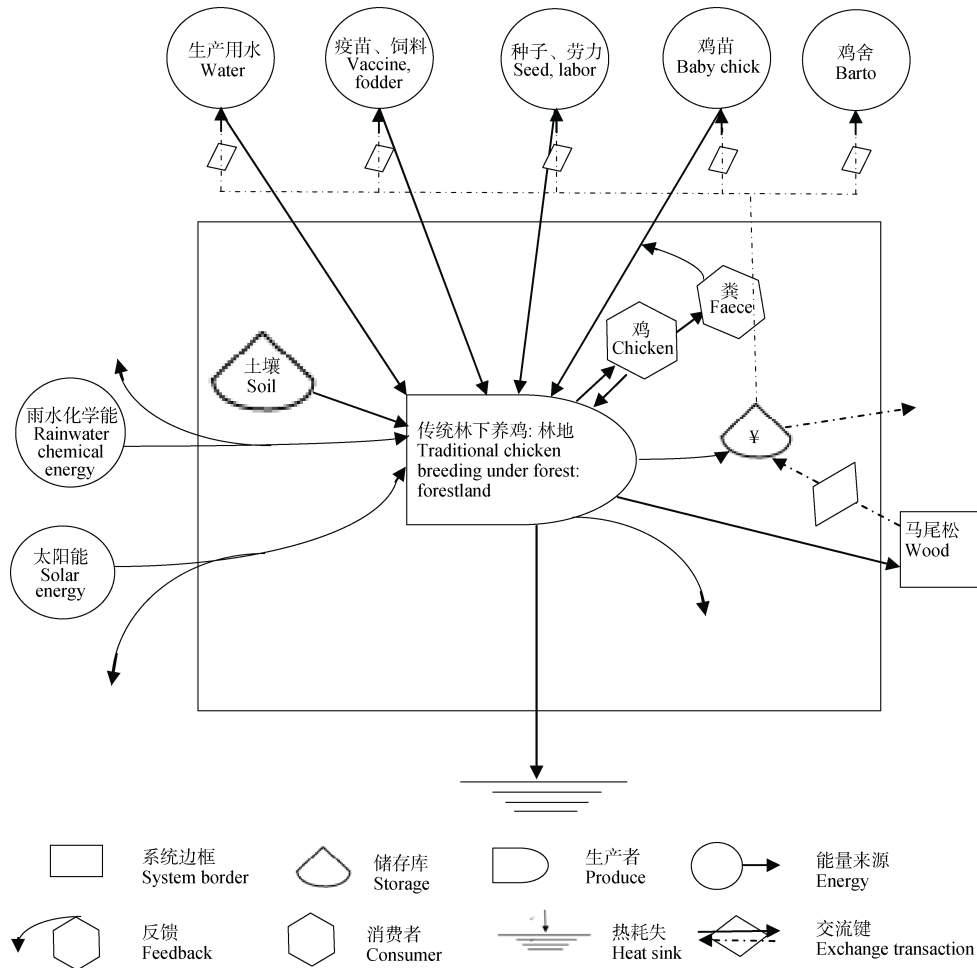 生产用水
Water
疫苗、饲料
Vaccine,
fodder
种子、劳力
Seed, labor
鸡苗
Baby chick
鸡舍
Barto
粪
Faece
鸡
Chicken
土壤
Soil
雨水化学能
Rainwater
chemical
energy
传统林下养鸡: 林地
Traditional chicken
breeding under forest:
forestland
¥
马尾松
Wood
太阳能
Solar
energy
系统边框
System border
储存库
Storage
生产者
Produce
能量来源
Energy
反馈
Feedback
消费者
Consumer
热耗失
Heat sink
交流键
Exchange transaction